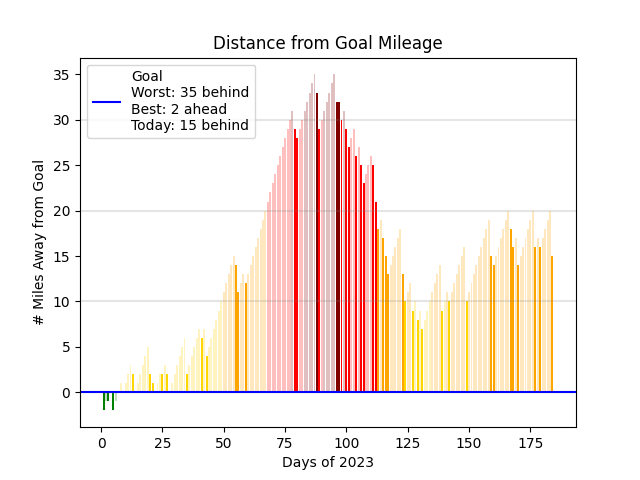 Distance from Goal Mileage
Goal
Worst: 35 behind
Best: 2 ahead
Today: 15 behind
# Miles Away from Goal
35
30
25
20
15
10
5
0
0 25 50 75 100 125 150 175
Days of 2023